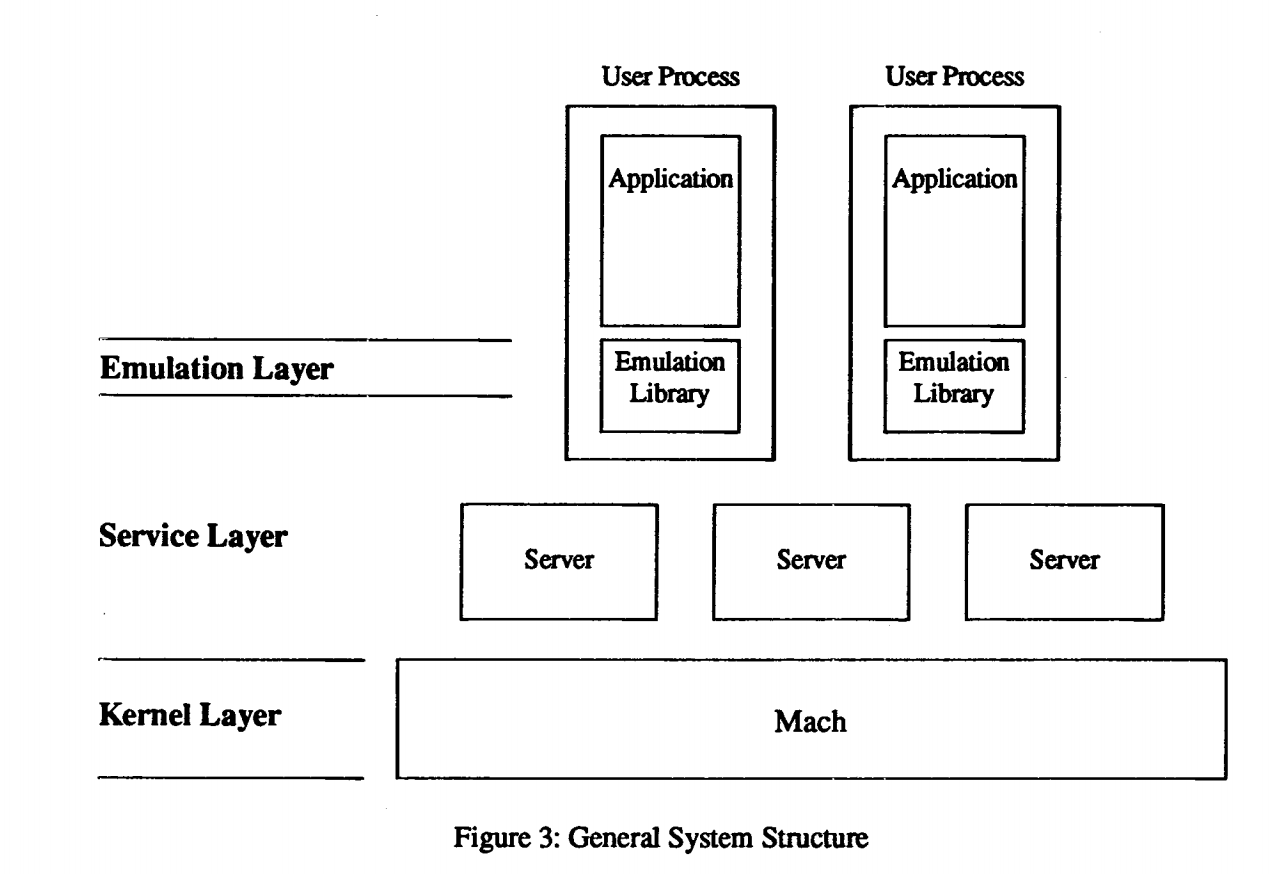 User Process
User Process
Application
Application
Emulation Layer
Emulation
Library
Emulation
Library
Service Layer
Server
Server
Server
Kernel Layer
Mach
Figure 3: General System Structure